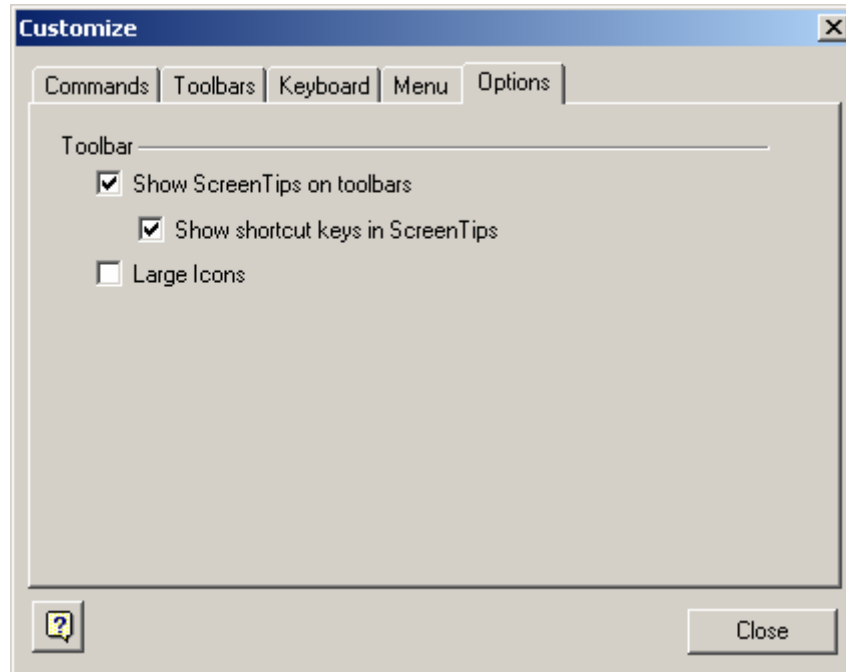 Customize
Commands Toolbars Keyboard Menu Options
Toolbar
Show ScreenTips on toolbars
Show shortcut keys in ScreenTips
Large Icons
Close